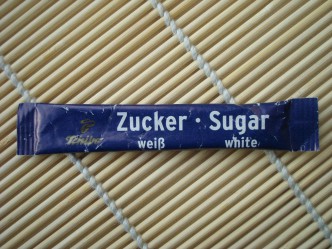 Zucker · Sugar
weiß white